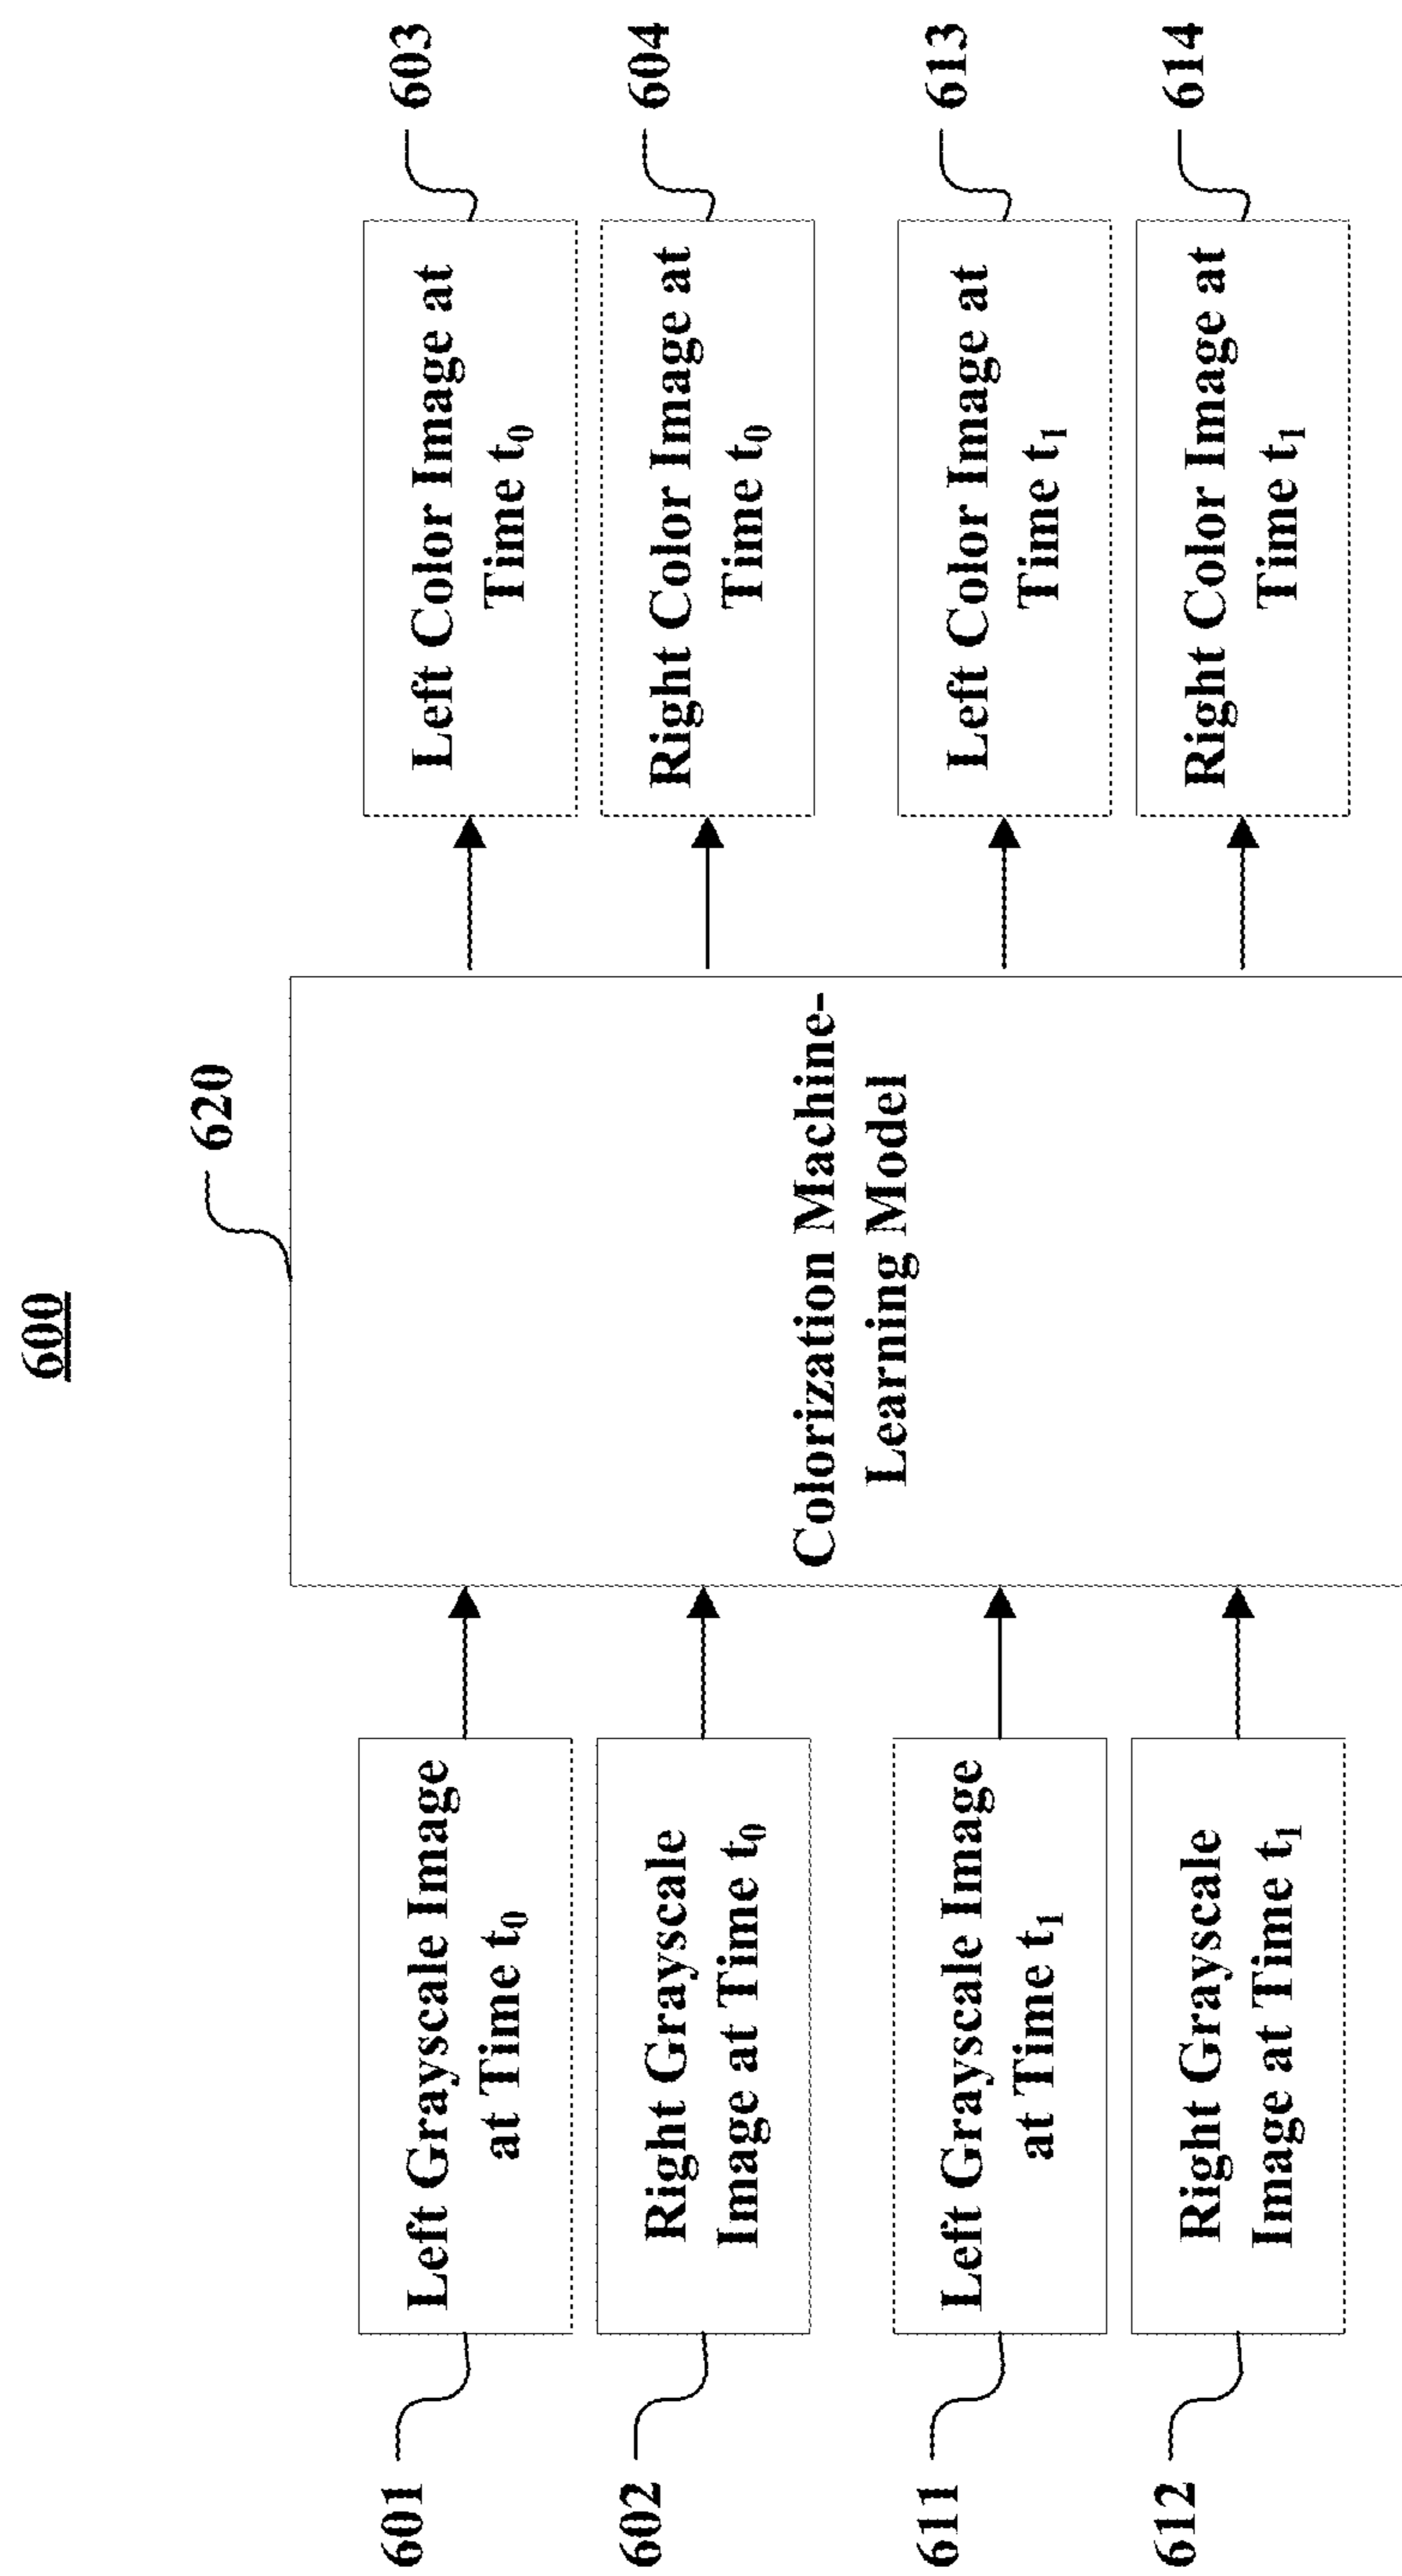 600
620
601
Left Grayscale Image
at Time t0
602
Right Grayscale
Image at Time t0
611
Left Grayscale Image
at Time t1
612
Right Grayscale
Image at Time t1
Colorization Machine-
Learning Model
Left Color Image at
Time t0
603
Right Color Image at
Time t0
604
Left Color Image at
Time t1
613
Right Color Image at
Time t1
614